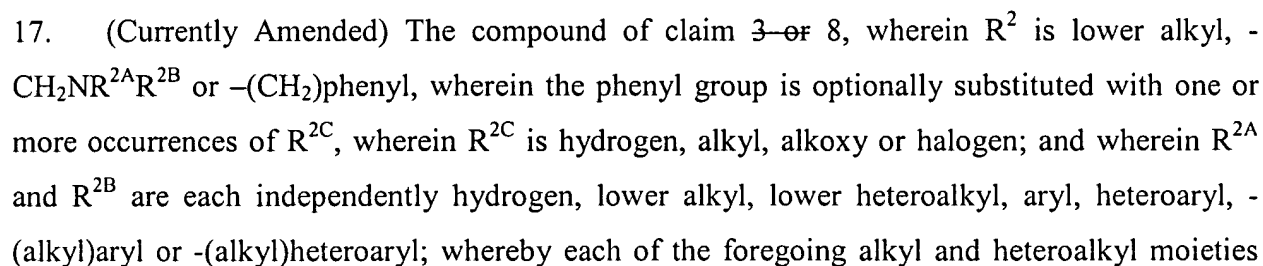 17. (Currently Amended) The compound of claim 3 or 8, wherein R² is lower alkyl, -
CH₂NR²ᴬR²ᴮ or –(CH₂)phenyl, wherein the phenyl group is optionally substituted with one or
more occurrences of R²ᶜ, wherein R²ᶜ is hydrogen, alkyl, alkoxy or halogen; and wherein R²ᴬ
and R²ᴮ are each independently hydrogen, lower alkyl, lower heteroalkyl, aryl, heteroaryl, -
(alkyl)aryl or -(alkyl)heteroaryl; whereby each of the foregoing alkyl and heteroalkyl moieties